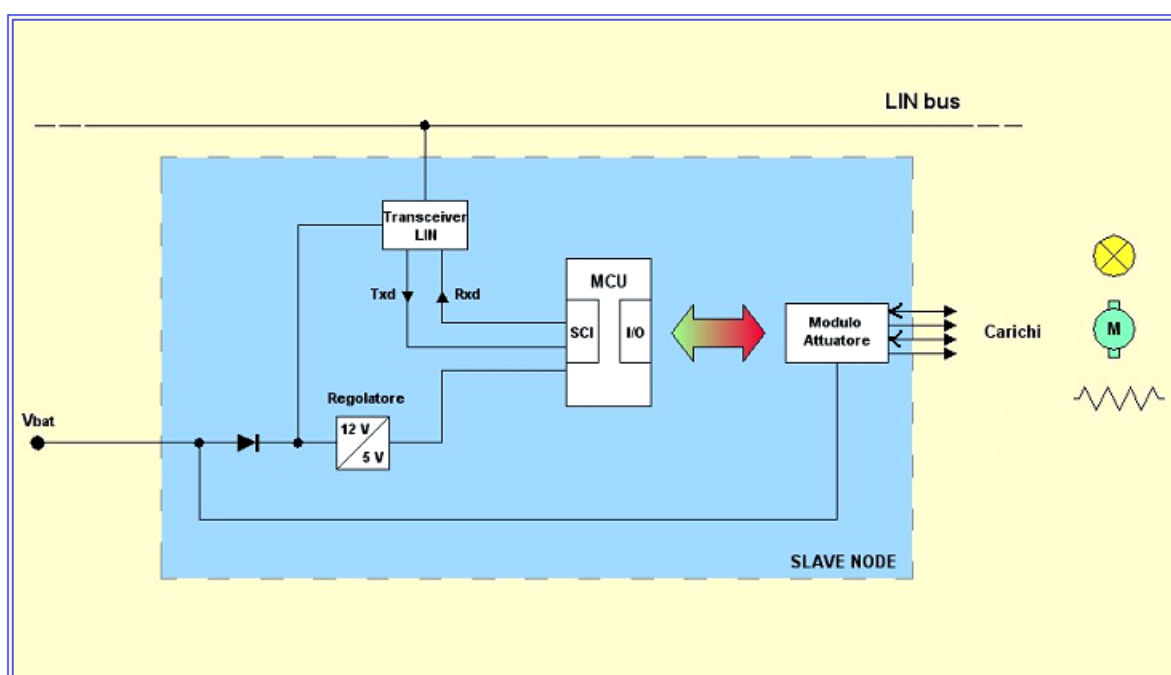 LIN bus
Transceiver
LIN
Txd
Rxd
MCU
SCI
I/O
Modulo
Attuatore
Carichi
M
Regolatore
12 V
5 V
Vbat
SLAVE NODE